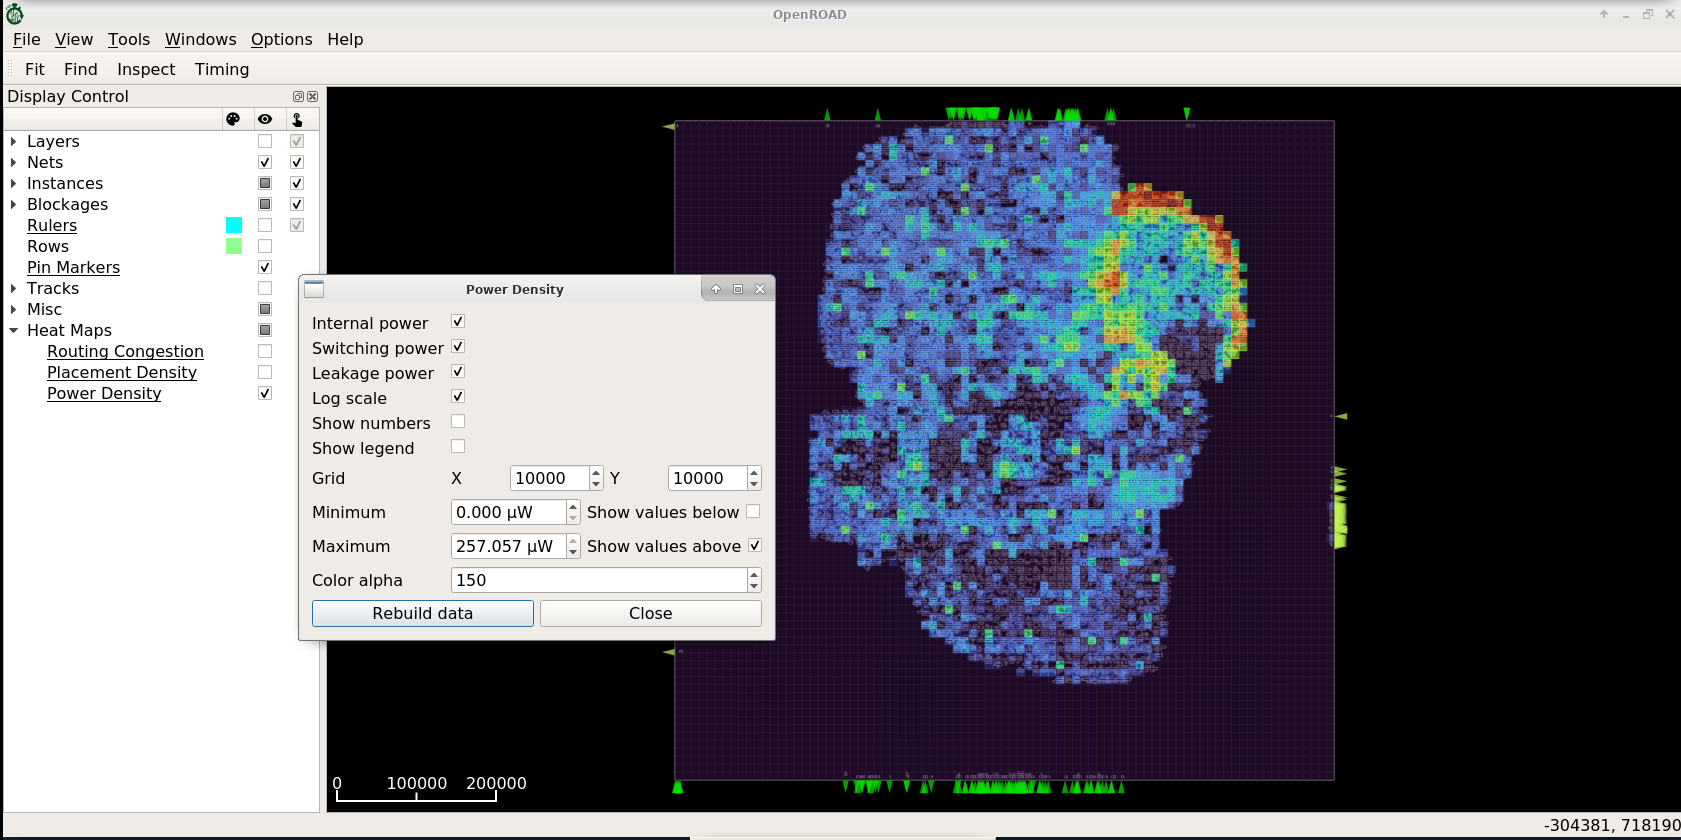 OpenROAD
File View Tools Windows Options Help
Fit Find Inspect Timing
Display Control
Layers
Nets
Instances
Blockages
Rulers
Rows
Pin Markers
Tracks
Misc
Heat Maps
Routing Congestion
Placement Density
Power Density
Power Density
Internal power
Switching power
Leakage power
Log scale
Show numbers
Show legend
Grid X 10000 Y 10000
Minimum 0.000 µW Show values below
Maximum 257.057 µW Show values above
Color alpha 150
Rebuild data Close
0 100000 200000
-304381, 718190